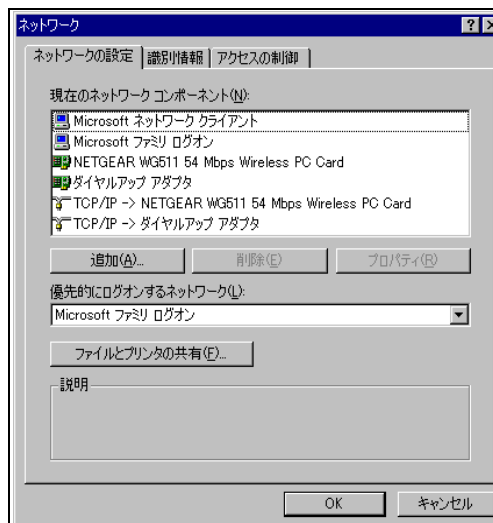 ネットワーク
ネットワークの設定 識別情報 アクセスの制御
現在のネットワーク コンポーネント(N):
Microsoft ネットワーク クライアント
Microsoft ファミリ ログオン
NETGEAR WG511 54 Mbps Wireless PC Card
ダイヤルアップ アダプタ
TCP/IP -> NETGEAR WG511 54 Mbps Wireless PC Card
TCP/IP -> ダイヤルアップ アダプタ
追加(A)... 削除(E) プロパティ(R)
優先的にログオンするネットワーク(L):
Microsoft ファミリ ログオン
ファイルとプリンタの共有(F)...
説明
OK キャンセル